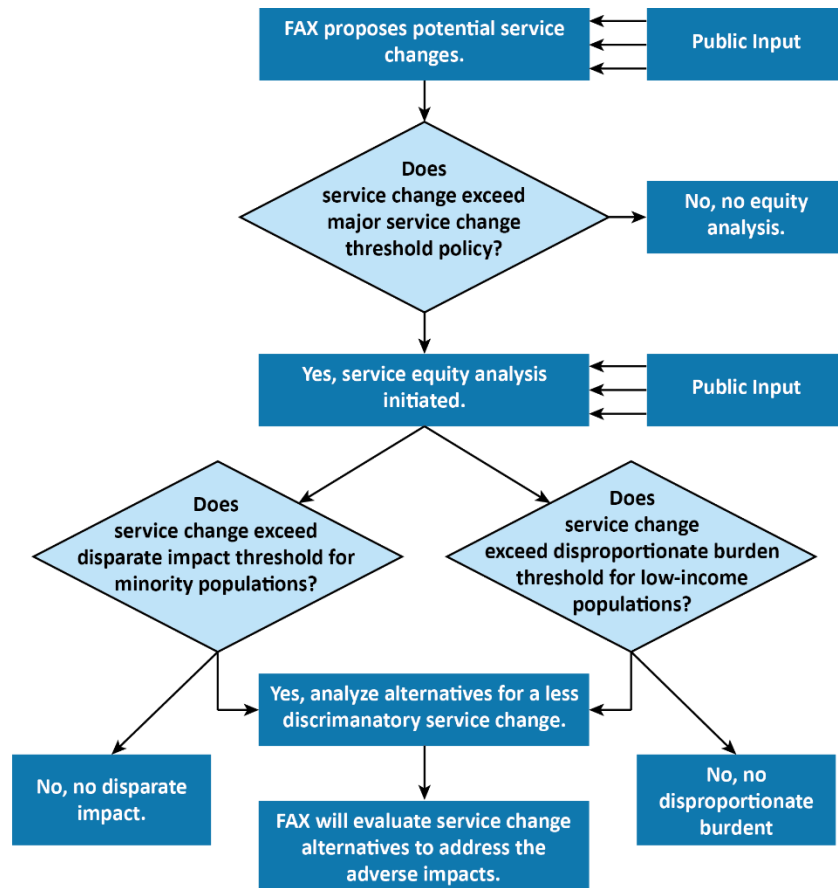 FAX proposes potential service
changes.
Public Input
Does
service change exceed
major service change
threshold policy?
No, no equity
analysis.
Yes, service equity analysis
initiated.
Public Input
Does
service change exceed
disparate impact threshold for
minority populations?
Does
service change
exceed disproportionate burden
threshold for low-income
populations?
Yes, analyze alternatives for a less
discrimanatory service change.
No, no disparate
impact.
No, no
disproportionate
burdent
FAX will evaluate service change
alternatives to address the
adverse impacts.